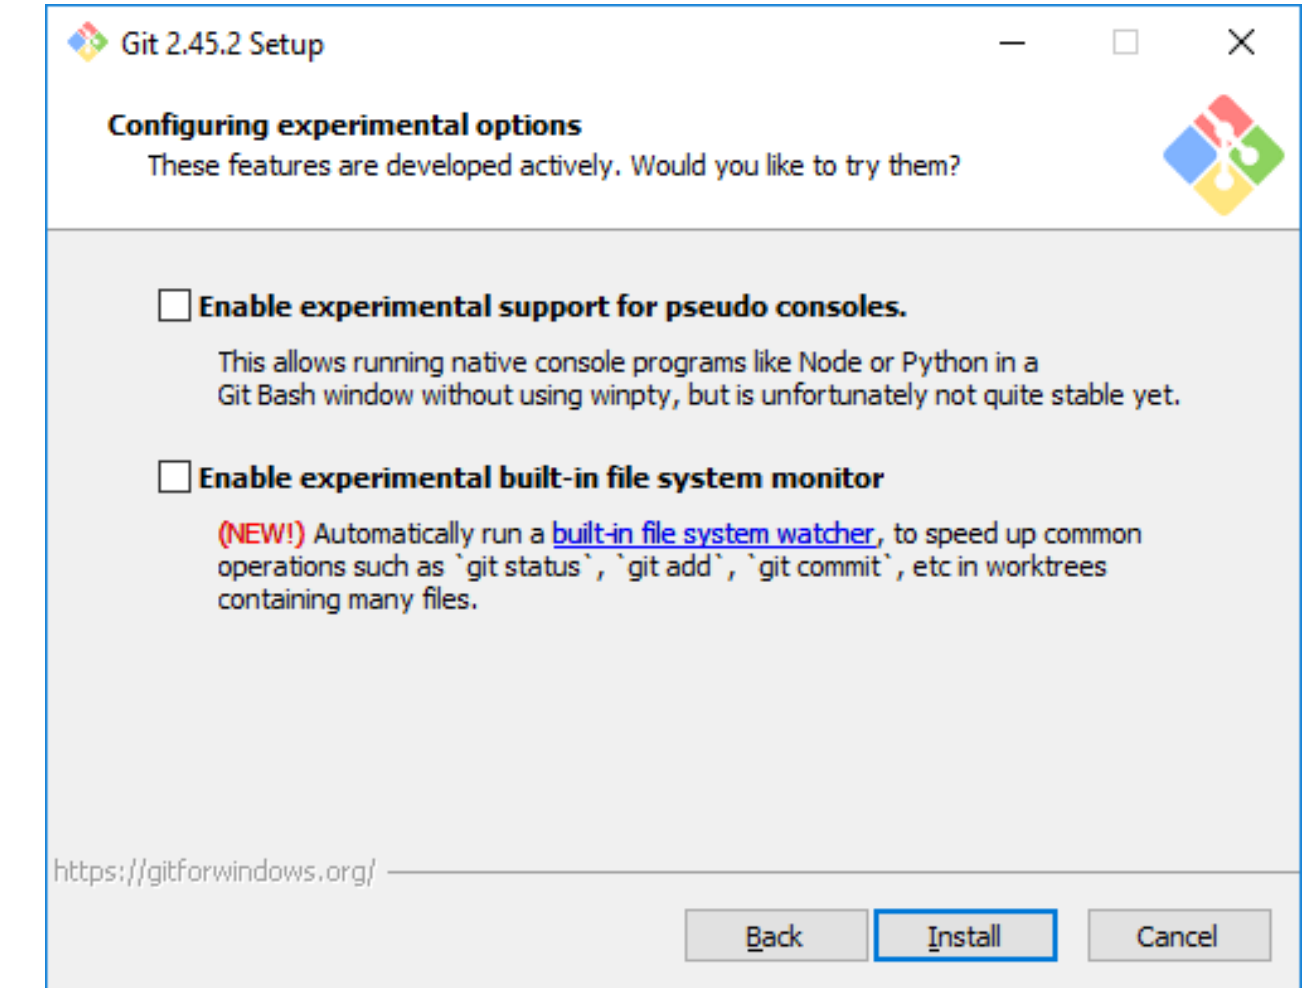 Git 2.45.2 Setup
Configuring experimental options
These features are developed actively. Would you like to try them?
Enable experimental support for pseudo consoles.
This allows running native console programs like Node or Python in a
Git Bash window without using winpty, but is unfortunately not quite stable yet.
Enable experimental built-in file system monitor
(NEW!) Automatically run a built-in file system watcher, to speed up common
operations such as `git status`, `git add`, `git commit`, etc in worktrees
containing many files.
https://gitforwindows.org/
Back Install Cancel